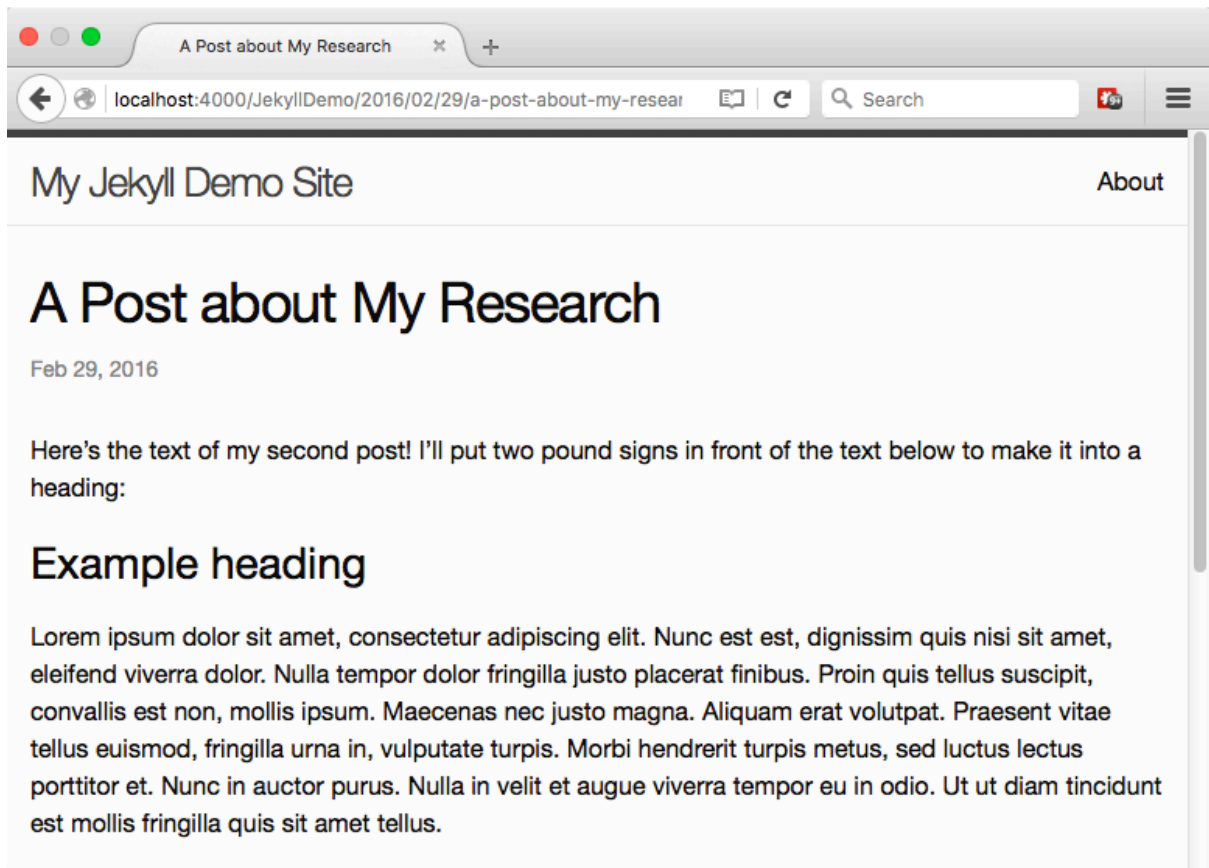 A Post about My Research
localhost:4000/JekyllDemo/2016/02/29/a-post-about-my-resear
Search
9+
My Jekyll Demo Site
About
A Post about My Research
Feb 29, 2016
Here’s the text of my second post! I’ll put two pound signs in front of the text below to make it into a
heading:
Example heading
Lorem ipsum dolor sit amet, consectetur adipiscing elit. Nunc est est, dignissim quis nisi sit amet,
eleifend viverra dolor. Nulla tempor dolor fringilla justo placerat finibus. Proin quis tellus suscipit,
convallis est non, mollis ipsum. Maecenas nec justo magna. Aliquam erat volutpat. Praesent vitae
tellus euismod, fringilla urna in, vulputate turpis. Morbi hendrerit turpis metus, sed luctus lectus
porttitor et. Nunc in auctor purus. Nulla in velit et augue viverra tempor eu in odio. Ut ut diam tincidunt
est mollis fringilla quis sit amet tellus.